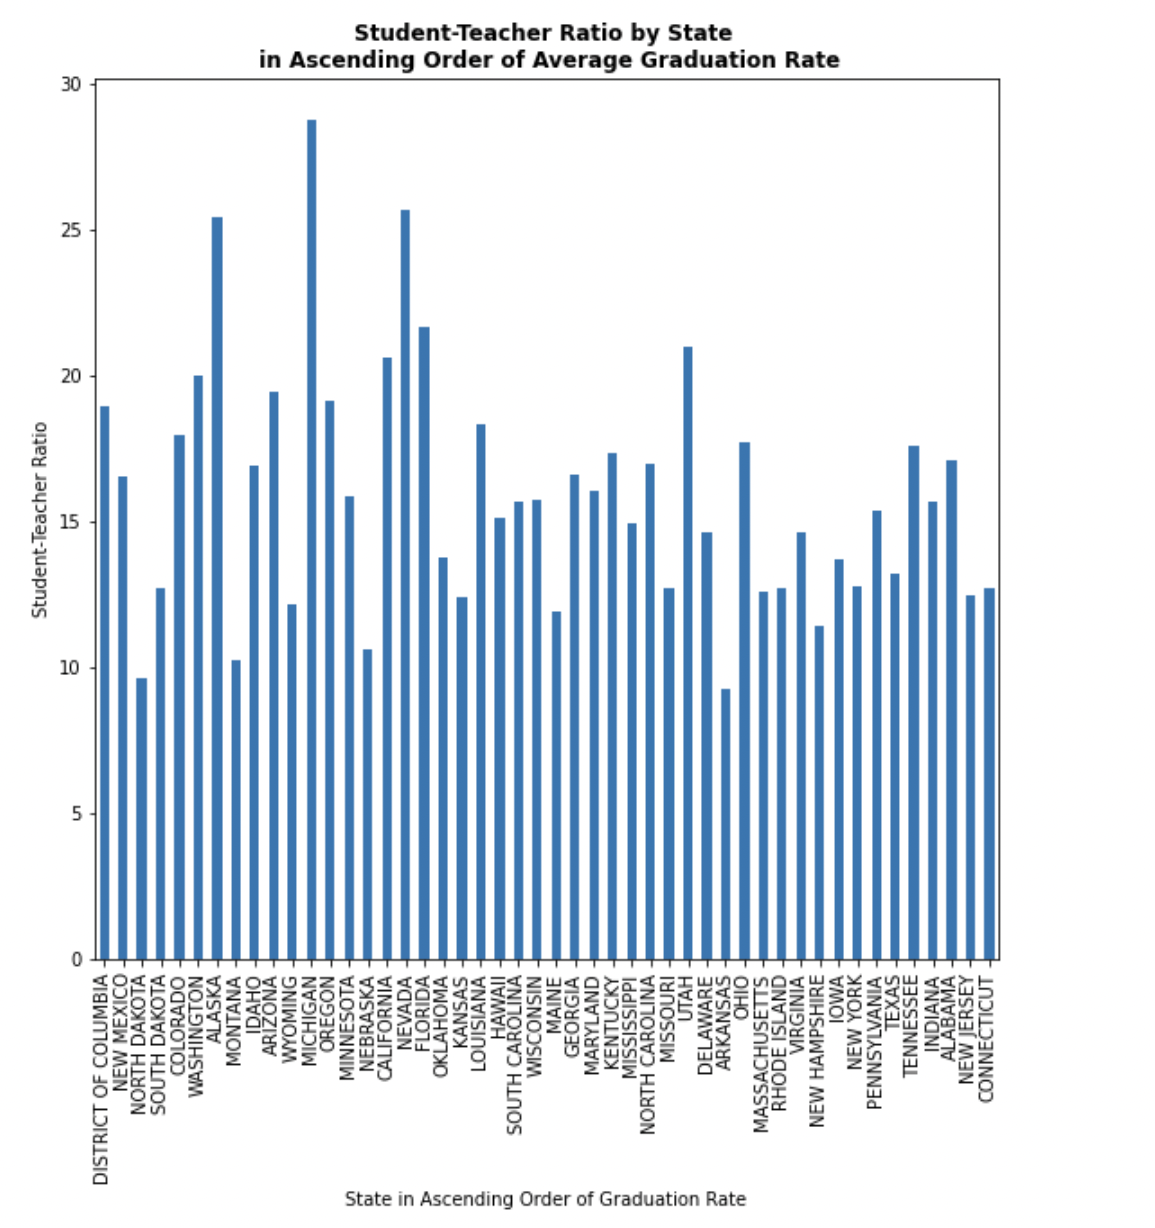 Student-Teacher Ratio by State
in Ascending Order of Average Graduation Rate
30
25
20
15
10
5
0
Student-Teacher Ratio
DISTRICT OF COLUMBIA
NEW MEXICO
NORTH DAKOTA
SOUTH DAKOTA
COLORADO
WASHINGTON
ALASKA
MONTANA
IDAHO
ARIZONA
WYOMING
MICHIGAN
OREGON
MINNESOTA
NEBRASKA
CALIFORNIA
NEVADA
FLORIDA
OKLAHOMA
KANSAS
LOUISIANA
HAWAII
SOUTH CAROLINA
WISCONSIN
MAINE
GEORGIA
MARYLAND
KENTUCKY
MISSISSIPPI
NORTH CAROLINA
MISSOURI
UTAH
DELAWARE
ARKANSAS
OHIO
MASSACHUSETTS
RHODE ISLAND
VIRGINIA
NEW HAMPSHIRE
IOWA
NEW YORK
PENNSYLVANIA
TEXAS
TENNESSEE
INDIANA
ALABAMA
NEW JERSEY
CONNECTICUT
State in Ascending Order of Graduation Rate